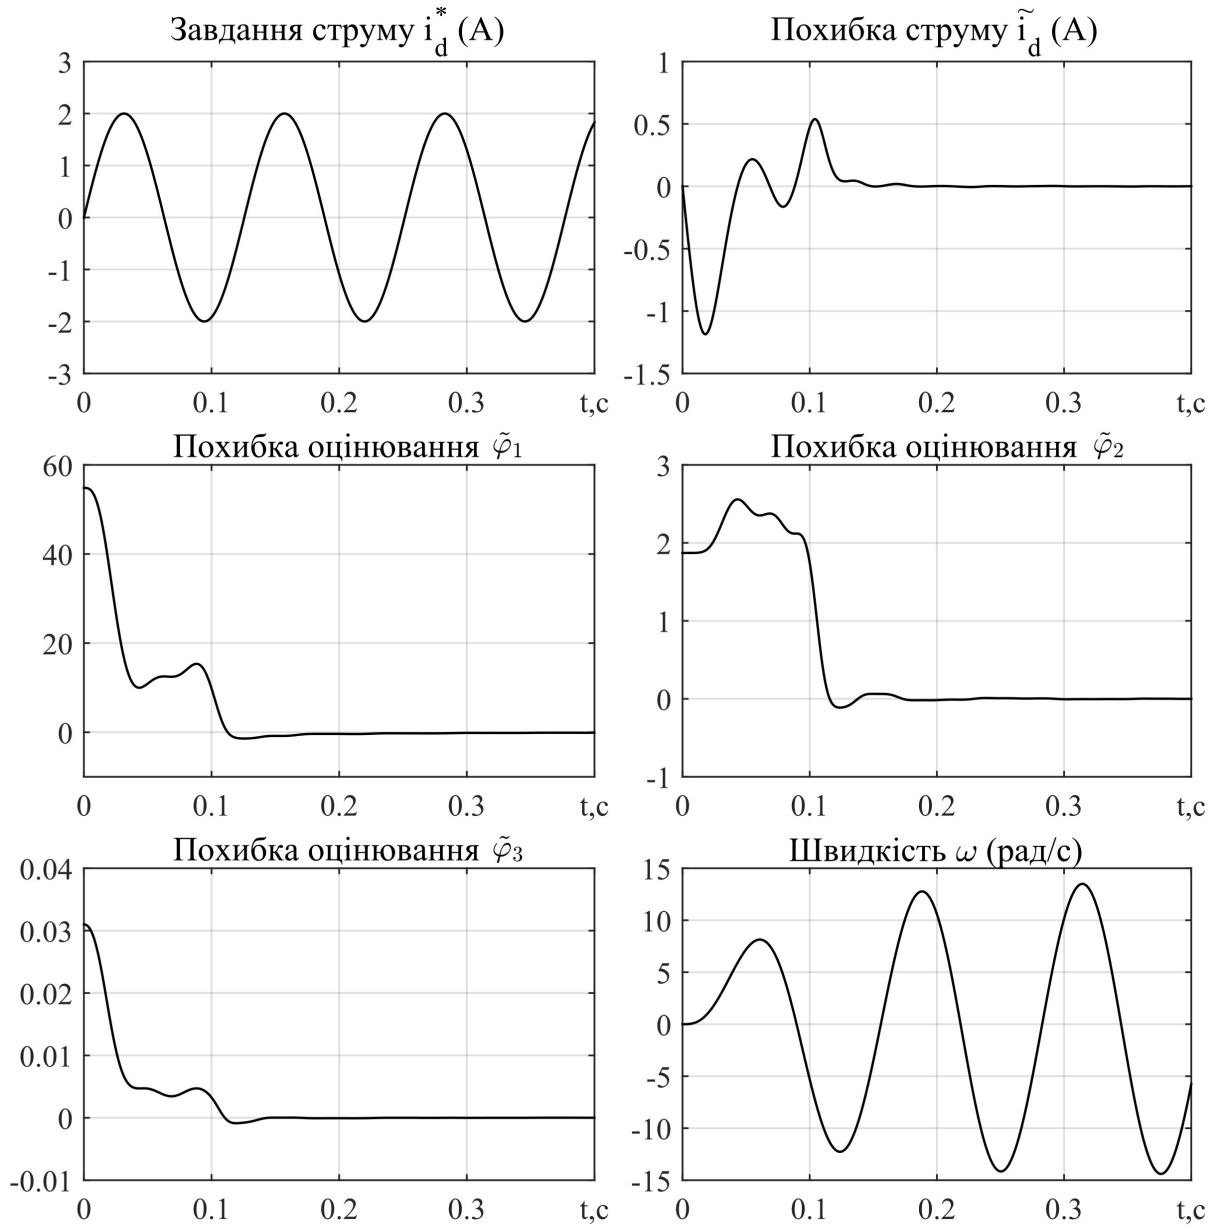 Завдання струму i*d (А)
3
2
1
0
-1
-2
-3
0 0.1 0.2 0.3 t,c
Похибка струму ĩd (А)
1
0.5
0
-0.5
-1
-1.5
0 0.1 0.2 0.3 t,c
Похибка оцінювання φ̃1
60
40
20
0
0 0.1 0.2 0.3 t,c
Похибка оцінювання φ̃2
3
2
1
0
-1
0 0.1 0.2 0.3 t,c
Похибка оцінювання φ̃3
0.04
0.03
0.02
0.01
0
-0.01
0 0.1 0.2 0.3 t,c
Швидкість ω (рад/с)
15
10
5
0
-5
-10
-15
0 0.1 0.2 0.3 t,c